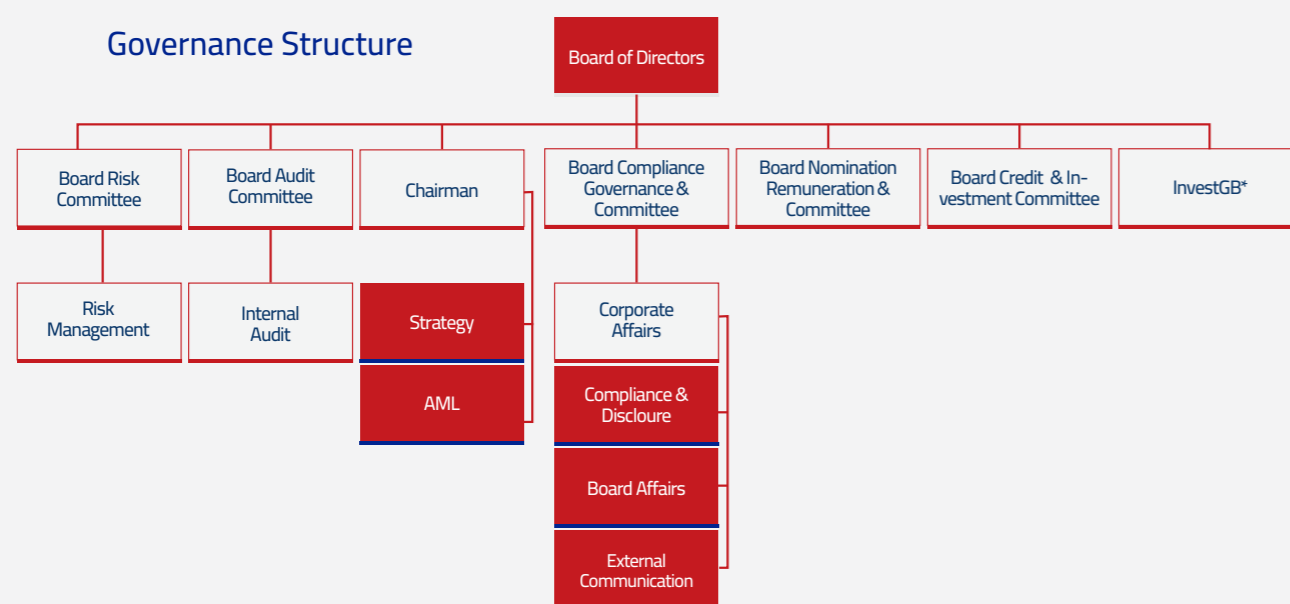 Governance Structure
Board of Directors
Board Risk
Committee
Board Audit
Committee
Chairman
Board Compliance
Governance &
Committee
Board Nomination
Remuneration &
Committee
Board Credit & In-
vestment Committee
InvestGB*
Risk
Management
Internal
Audit
Strategy
AML
Corporate
Affairs
Compliance &
Discloure
Board Affairs
External
Communication